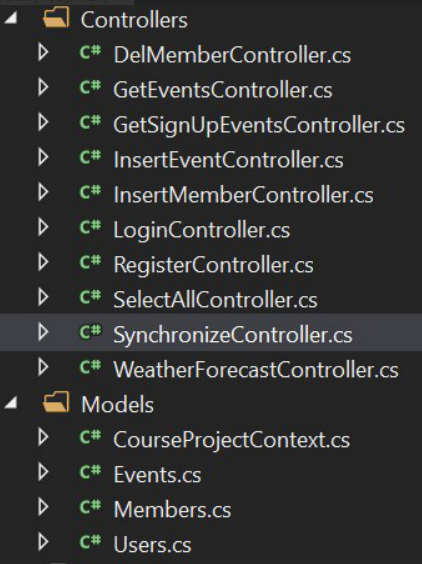 Controllers
C# DelMemberController.cs
C# GetEventsController.cs
C# GetSignUpEventsController.cs
C# InsertEventController.cs
C# InsertMemberController.cs
C# LoginController.cs
C# RegisterController.cs
C# SelectAllController.cs
C# SynchronizeController.cs
C# WeatherForecastController.cs
Models
C# CourseProjectContext.cs
C# Events.cs
C# Members.cs
C# Users.cs